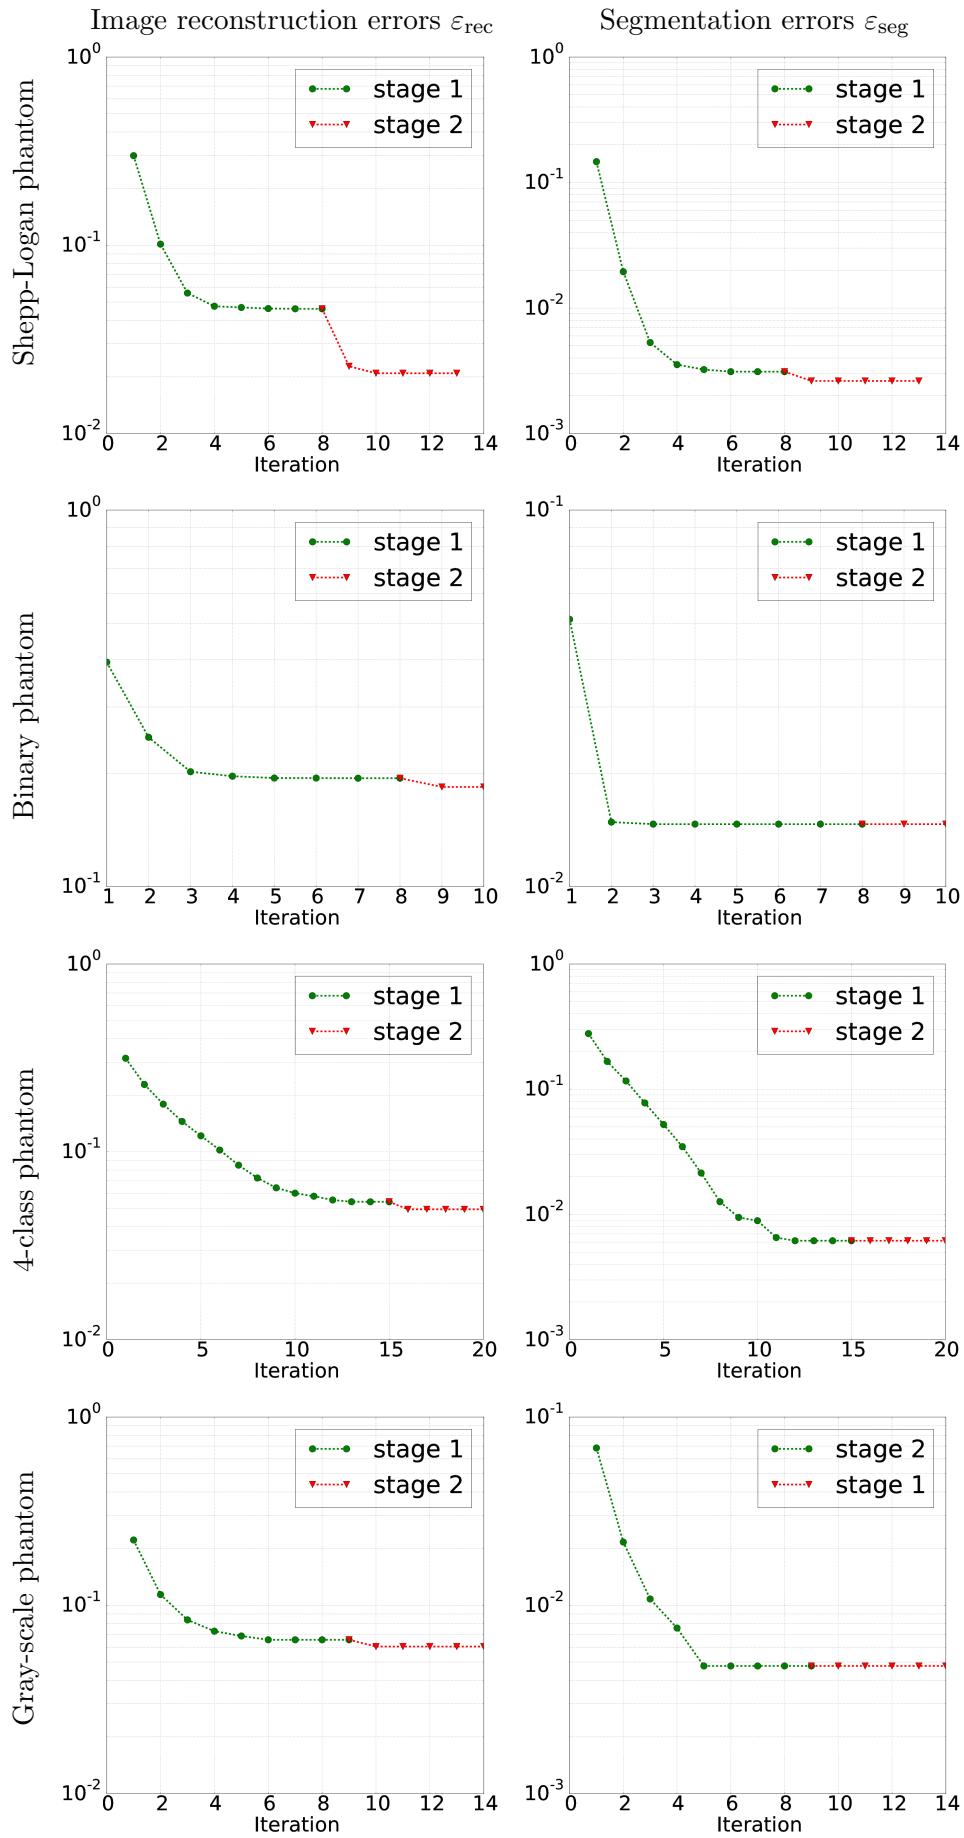 Image reconstruction errors ε_rec
Segmentation errors ε_seg
Shepp-Logan phantom
10^0
10^-1
10^-2
0 2 4 6 8 10 12 14
Iteration
stage 1
stage 2
10^0
10^-1
10^-2
10^-3
0 2 4 6 8 10 12 14
Iteration
stage 1
stage 2
Binary phantom
10^0
10^-1
1 2 3 4 5 6 7 8 9 10
Iteration
stage 1
stage 2
10^-1
10^-2
1 2 3 4 5 6 7 8 9 10
Iteration
stage 1
stage 2
4-class phantom
10^0
10^-1
10^-2
0 5 10 15 20
Iteration
stage 1
stage 2
10^0
10^-1
10^-2
10^-3
0 5 10 15 20
Iteration
stage 1
stage 2
Gray-scale phantom
10^0
10^-1
10^-2
0 2 4 6 8 10 12 14
Iteration
stage 1
stage 2
10^-1
10^-2
10^-3
0 2 4 6 8 10 12 14
Iteration
stage 2
stage 1